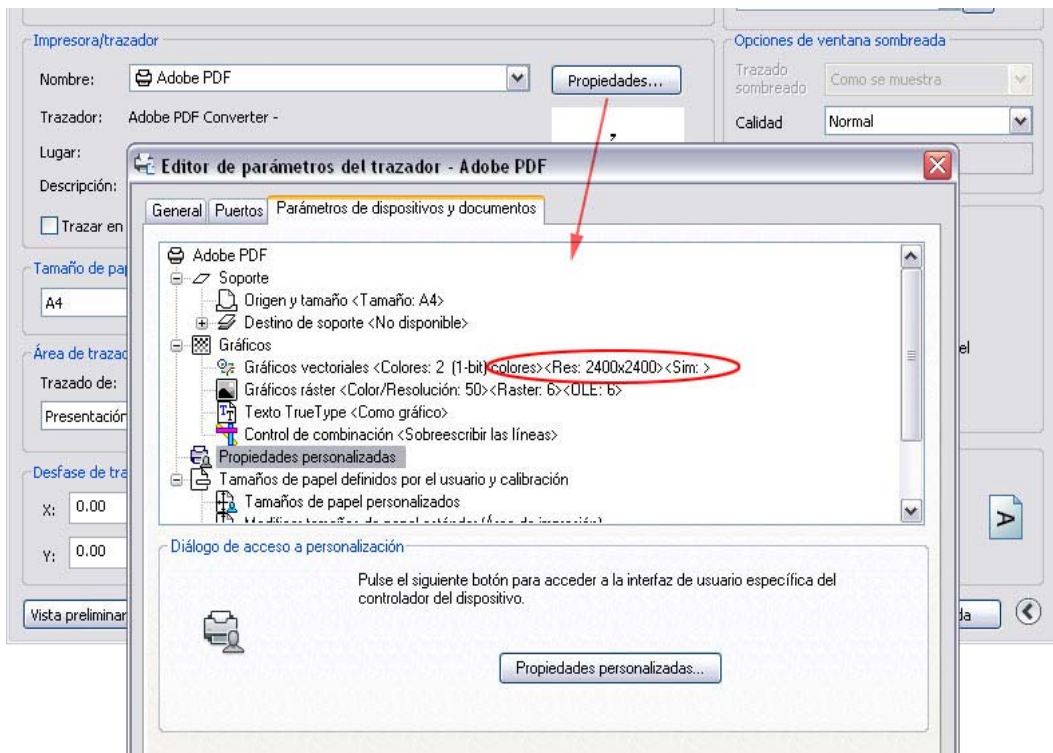 Impresora/trazador
Nombre: Adobe PDF Propiedades...
Trazador: Adobe PDF Converter -
Lugar:
Descripción:
Trazar en
Tamaño de pa
A4
Área de trazad
Trazado de:
Presentación
Desfase de tra
X: 0.00
Y: 0.00
Vista preliminar
Opciones de ventana sombreada
Trazado sombreado Como se muestra
Calidad Normal
el
A
da
Editor de parámetros del trazador - Adobe PDF
General Puertos Parámetros de dispositivos y documentos
Adobe PDF
Soporte
Origen y tamaño <Tamaño: A4>
Destino de soporte <No disponible>
Gráficos
Gráficos vectoriales <Colores: 2 (1-bit) colores><Res: 2400x2400><Sim: >
Gráficos ráster <Color/Resolución: 50><Raster: 6><OLE: 6>
Texto TrueType <Como gráfico>
Control de combinación <Sobreescribir las líneas>
Propiedades personalizadas
Tamaños de papel definidos por el usuario y calibración
Tamaños de papel personalizados
Diálogo de acceso a personalización
Pulse el siguiente botón para acceder a la interfaz de usuario específica del
controlador del dispositivo.
Propiedades personalizadas...